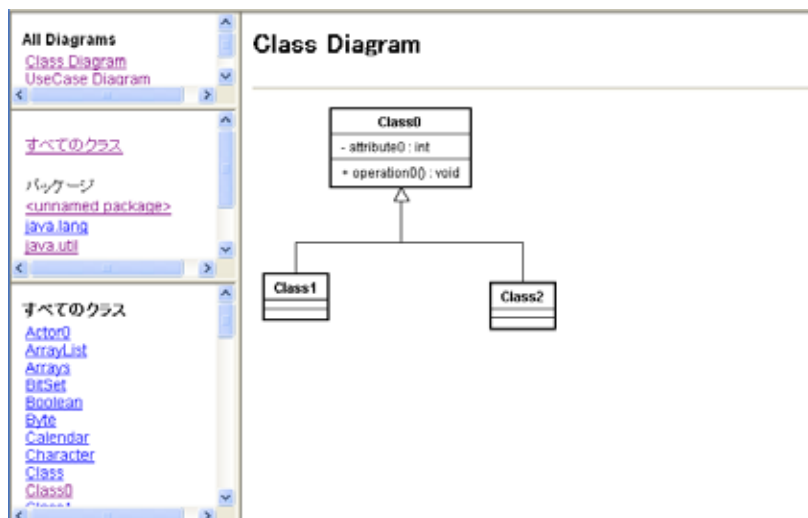 All Diagrams
Class Diagram
UseCase Diagram
すべてのクラス
パッケージ
<unnamed package>
java.lang
java.util
すべてのクラス
Actor0
ArrayList
Arrays
BitSet
Boolean
Byte
Calendar
Character
Class
Class0
Class1
Class Diagram
Class0
- attribute0 : int
+ operation0() : void
Class1
Class2